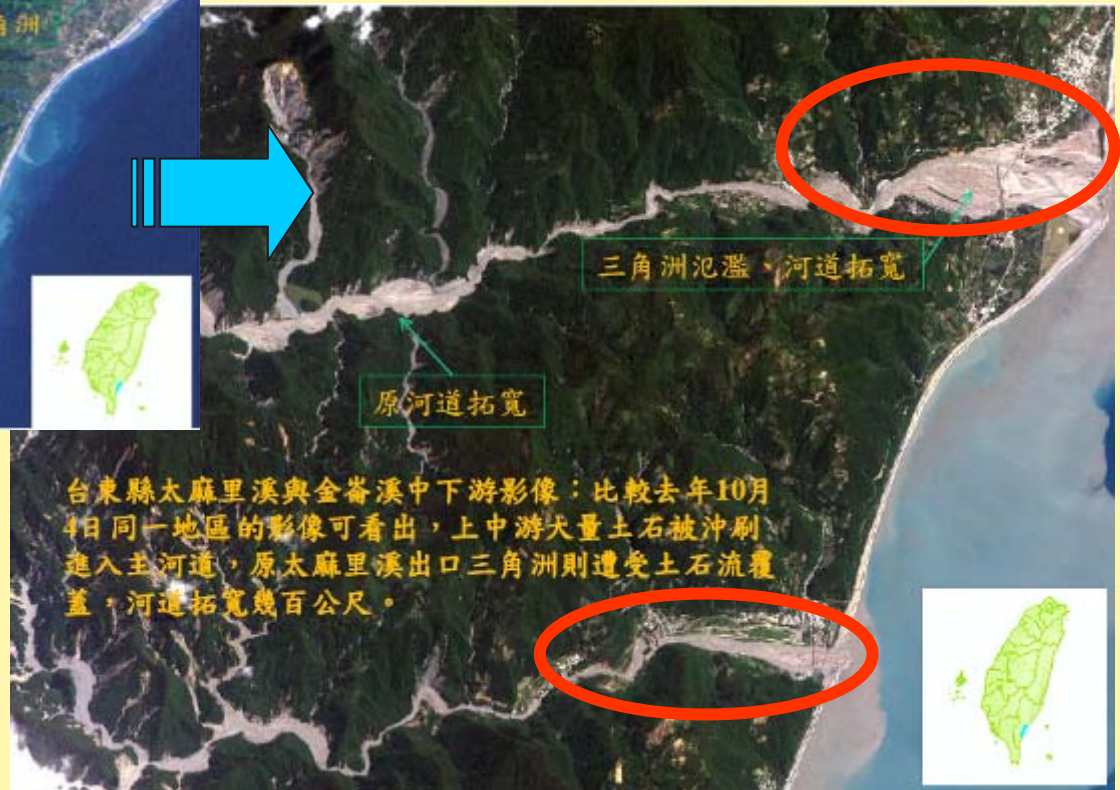 角洲
三角洲氾濫、河道拓寬
原河道拓寬
台東縣太麻里溪與金崙溪中下游影像：比較去年10月
4日同一地區的影像可看出，上中游大量土石被沖刷
進入主河道，原太麻里溪出口三角洲則遭受土石流覆
蓋，河道拓寬幾百公尺。